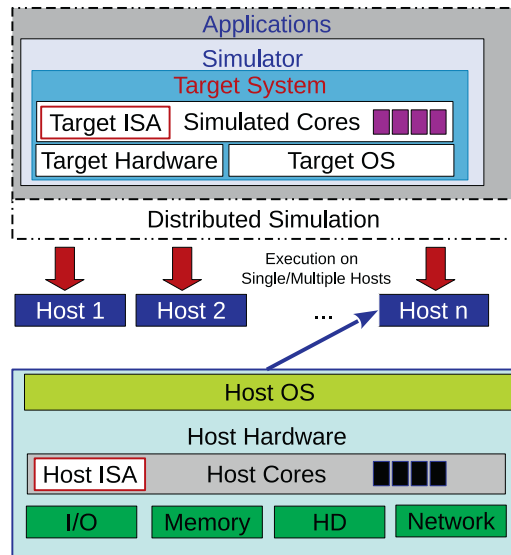 Applications
Simulator
Target System
Target ISA Simulated Cores
Target Hardware Target OS
Distributed Simulation
Execution on
Single/Multiple Hosts
Host 1 Host 2 ... Host n
Host OS
Host Hardware
Host ISA Host Cores
I/O Memory HD Network